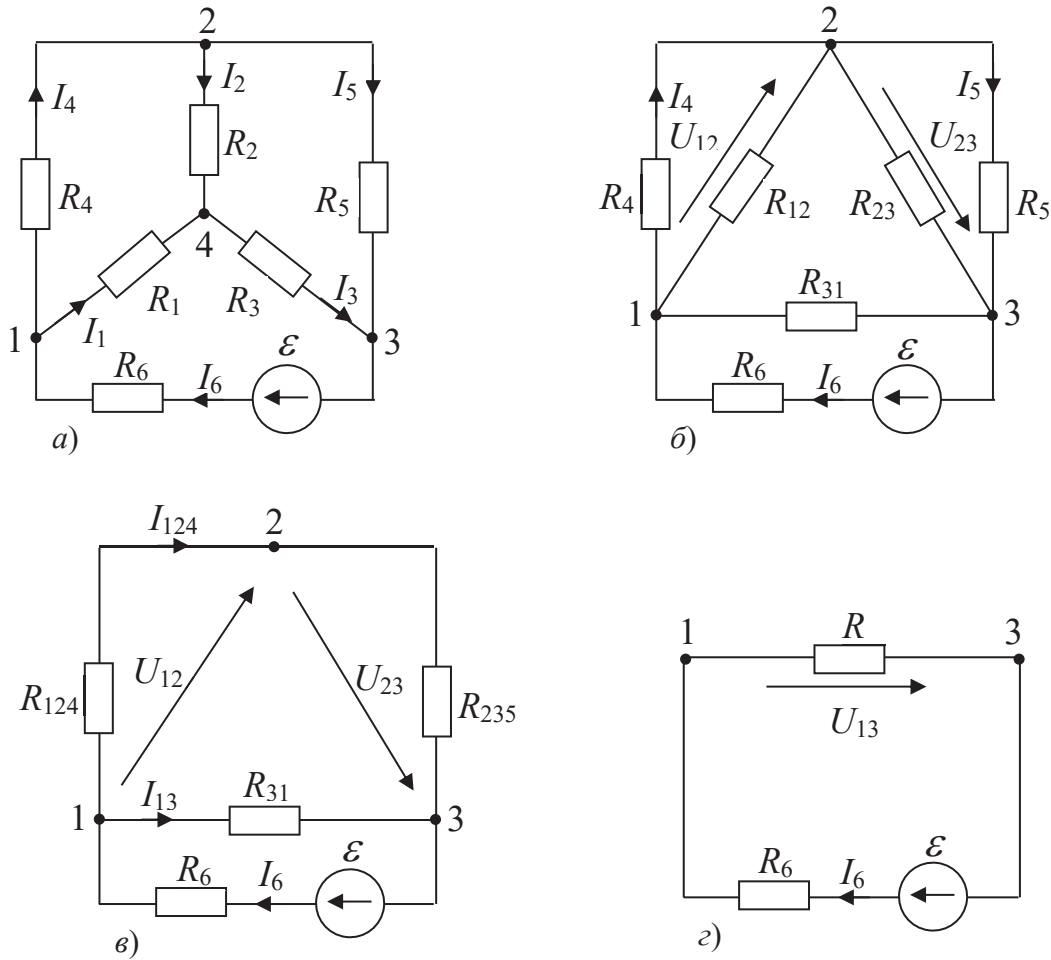 2
I4 I2 I5
R2
R4 R5
4
R1 R3 I3
1 I1 3
R6 I6 ε
а)
2
I4 I5
U12 U23
R4 R12 R23 R5
R31
1 3
R6 I6 ε
б)
I124 2
U12 U23
R124 R235
I13 R31
1 3
R6 I6 ε
в)
1 R 3
U13
R6 I6 ε
г)